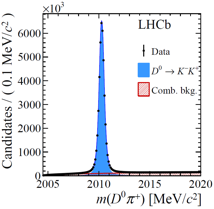 ×10³
LHCb
Data
D⁰ → K⁻K⁺
Comb. bkg.
Candidates / ( 0.1 MeV/c² )
6000
5000
4000
3000
2000
1000
0
2005 2010 2015 2020
m(D⁰π⁺) [MeV/c²]